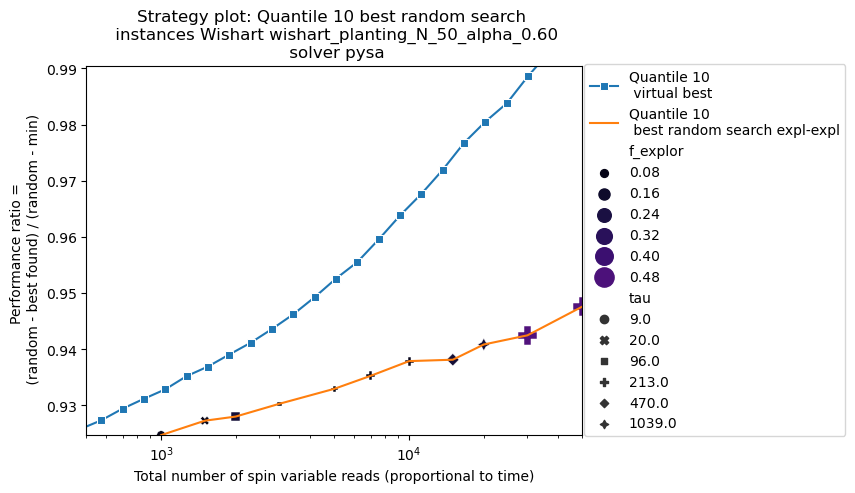 Strategy plot: Quantile 10 best random search
instances Wishart wishart_planting_N_50_alpha_0.60
solver pysa
Performance ratio =
(random - best found) / (random - min)
0.99
0.98
0.97
0.96
0.95
0.94
0.93
10^3
10^4
Total number of spin variable reads (proportional to time)
Quantile 10
virtual best
Quantile 10
best random search expl-expl
f_explor
0.08
0.16
0.24
0.32
0.40
0.48
tau
9.0
20.0
96.0
213.0
470.0
1039.0